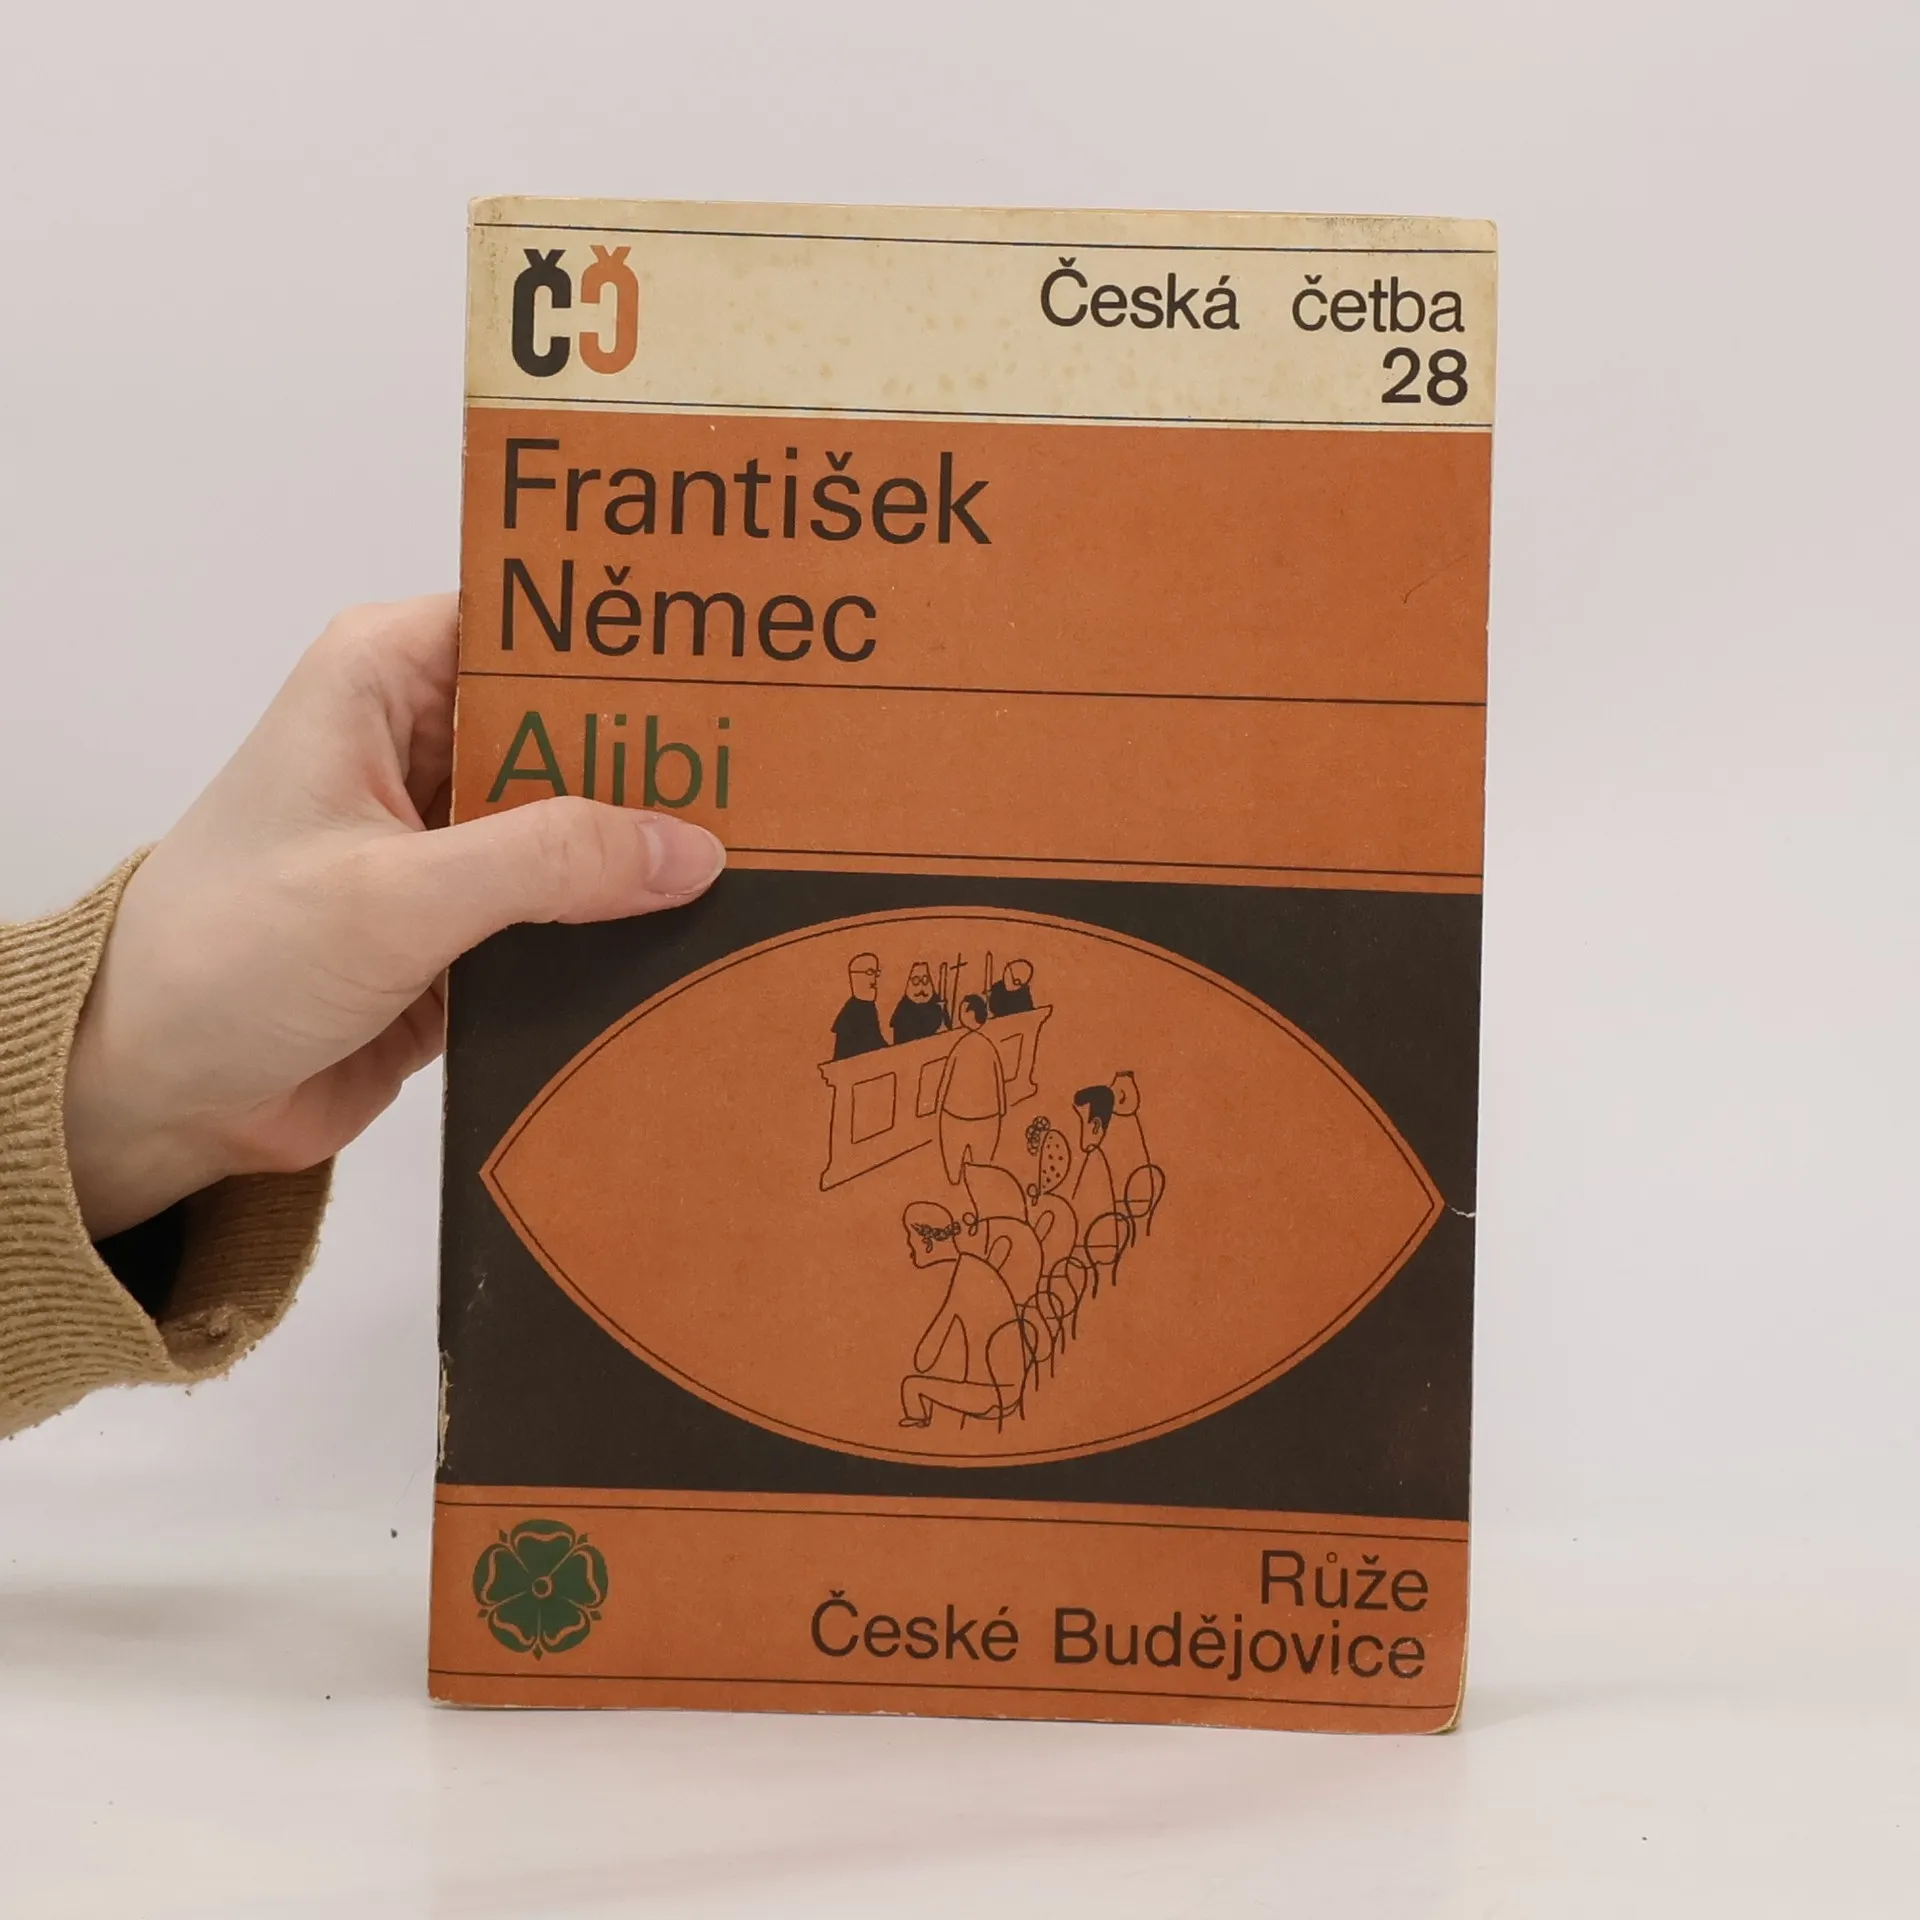 ČČ
Česká četba
28
František
Němec
Alibi
Růže
České Budějovice